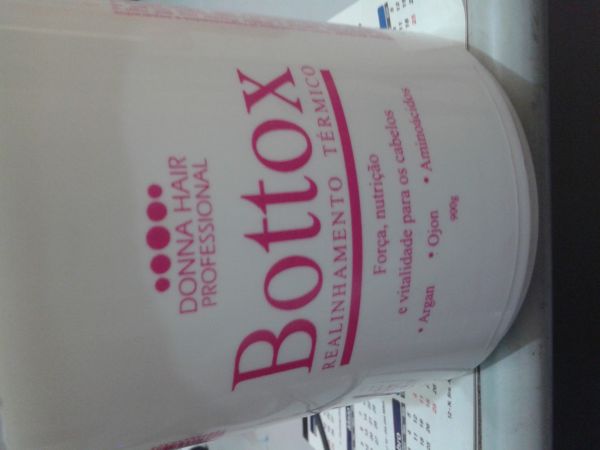 DONNA HAIR
PROFESSIONAL
Bottox
REALINHAMENTO TÉRMICO
Força, nutrição
e vitalidade para os cabelos
• Argan • Ojon • Aminoácidos
900g